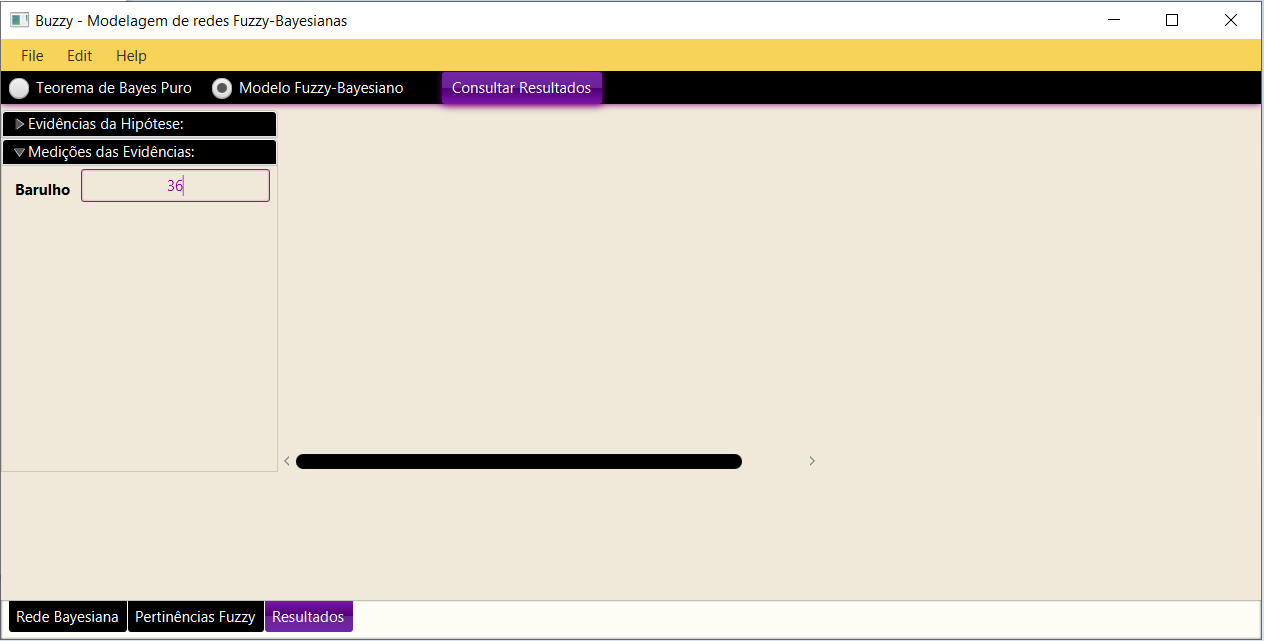 Buzzy - Modelagem de redes Fuzzy-Bayesianas
File Edit Help
Teorema de Bayes Puro Modelo Fuzzy-Bayesiano Consultar Resultados
Evidências da Hipótese:
Medições das Evidências:
Barulho 36
Rede Bayesiana Pertinências Fuzzy Resultados